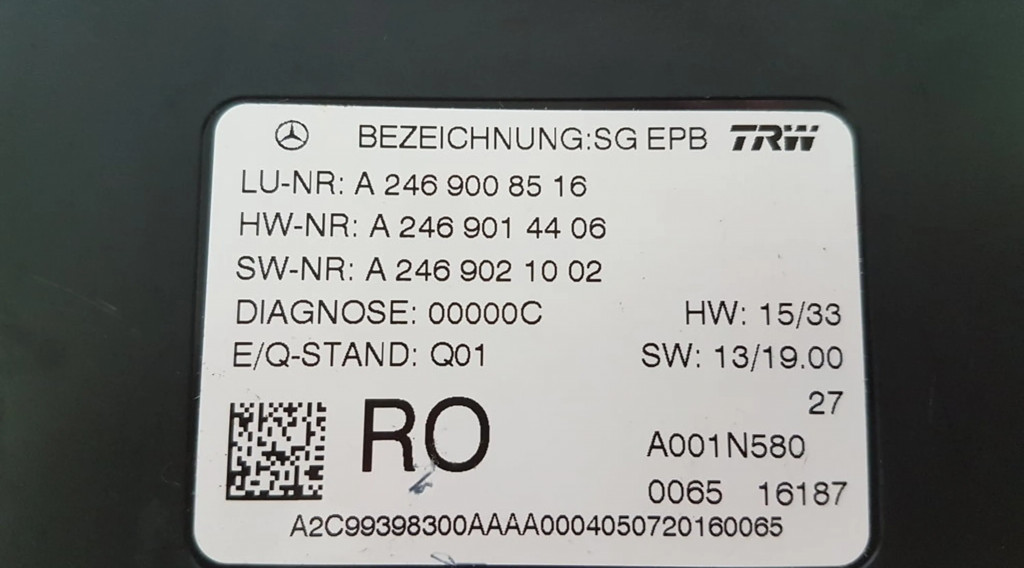 BEZEICHNUNG:SG EPB TRW
LU-NR: A 246 900 85 16
HW-NR: A 246 901 44 06
SW-NR: A 246 902 10 02
DIAGNOSE: 00000C HW: 15/33
E/Q-STAND: Q01 SW: 13/19.00
27
RO A001N580
0065 16187
A2C99398300AAAA0004050720160065